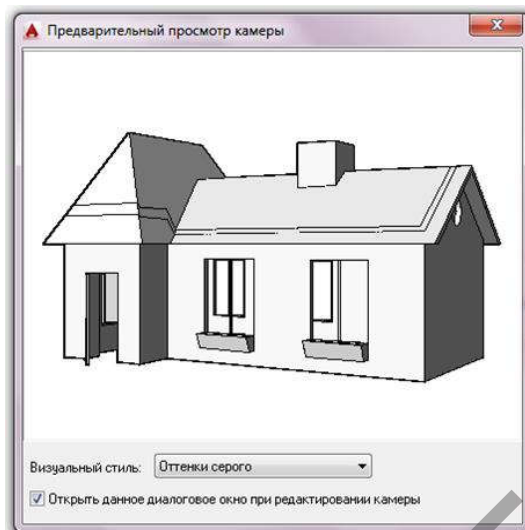 Предварительный просмотр камеры
Визуальный стиль: Оттенки серого
Открыть данное диалоговое окно при редактировании камеры